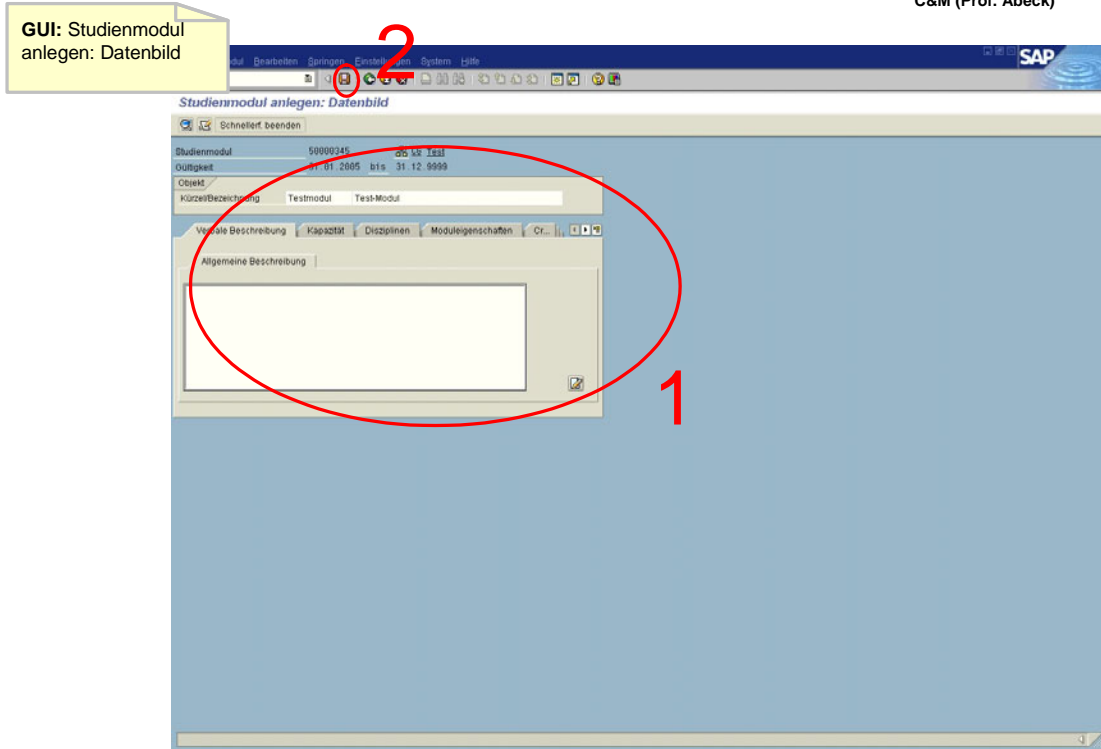 C&M (Prof. Abeck)
GUI: Studienmodul
anlegen: Datenbild
2
Bearbeiten Springen Einstellungen System Hilfe
SAP
Studienmodul anlegen: Datenbild
Schnellerf. beenden
Studienmodul 50000345 Test
Gültigkeit 01.01.2005 bis 31.12.9999
Objekt
Kürzel/Bezeichnung Testmodul Test-Modul
Verbale Beschreibung Kapazität Disziplinen Moduleigenschaften Cr...
Allgemeine Beschreibung
1